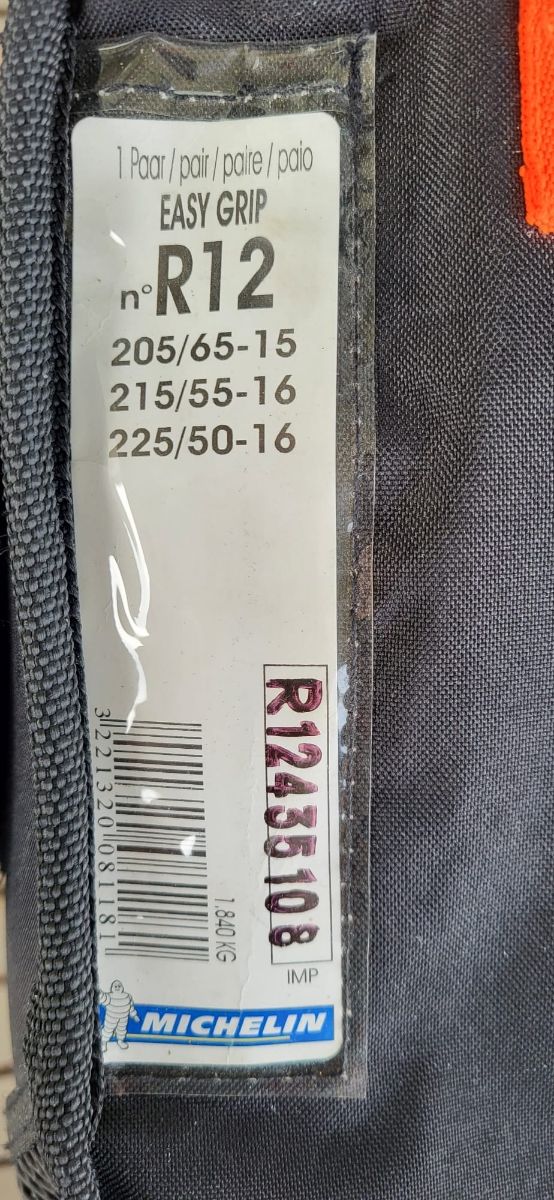 1 Paar / pair / paire / paio
EASY GRIP
n° R12
205/65-15
215/55-16
225/50-16
R12435108
3221320081181
1.840 KG
IMP
MICHELIN